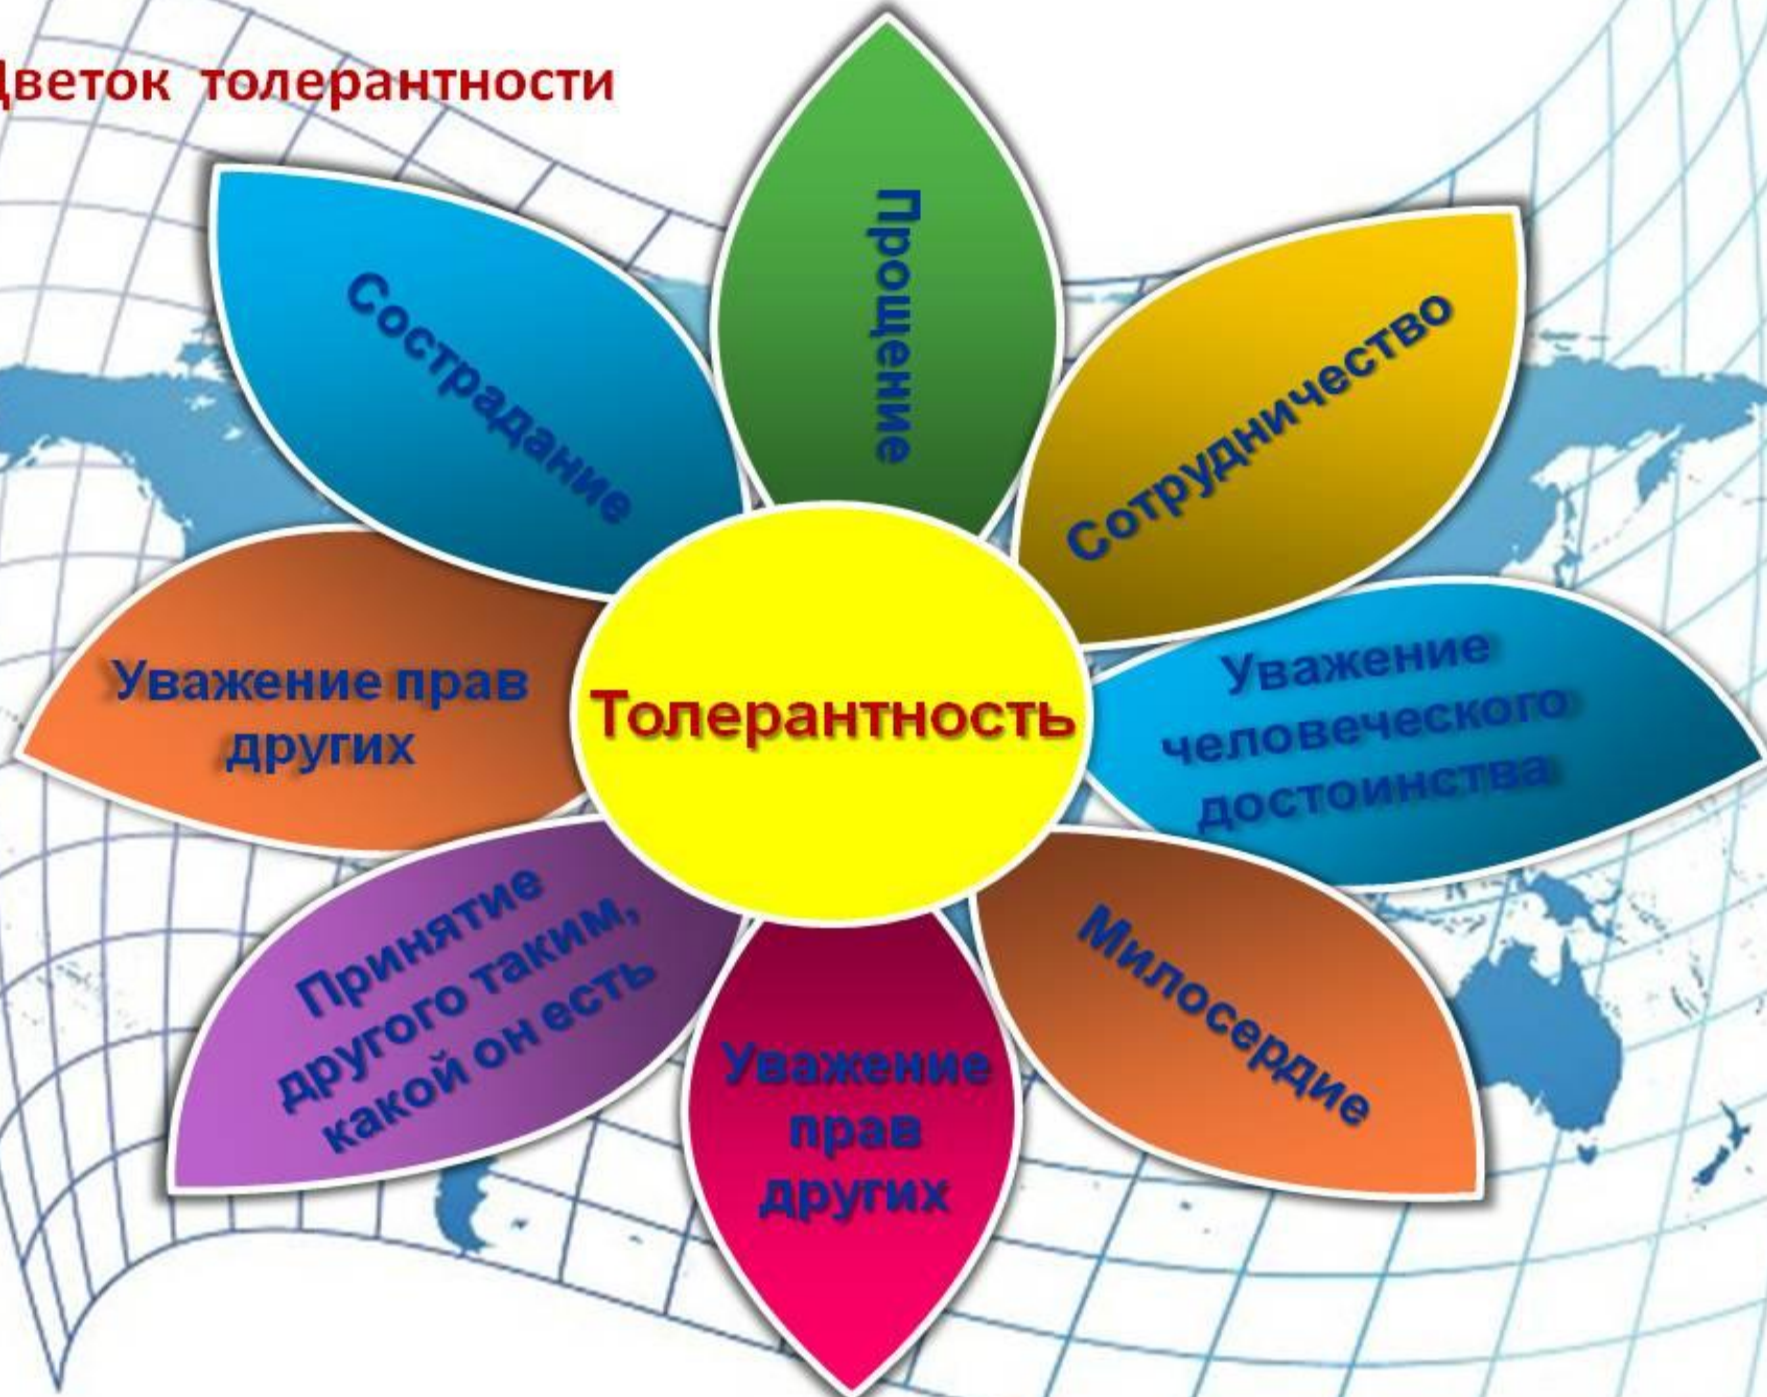 Цветок толерантности
Прощение
Сострадание
Сотрудничество
Уважение прав
других
Толерантность
Уважение
человеческого
достоинства
Принятие
другого таким,
какой он есть
Уважение
прав
других
Милосердие